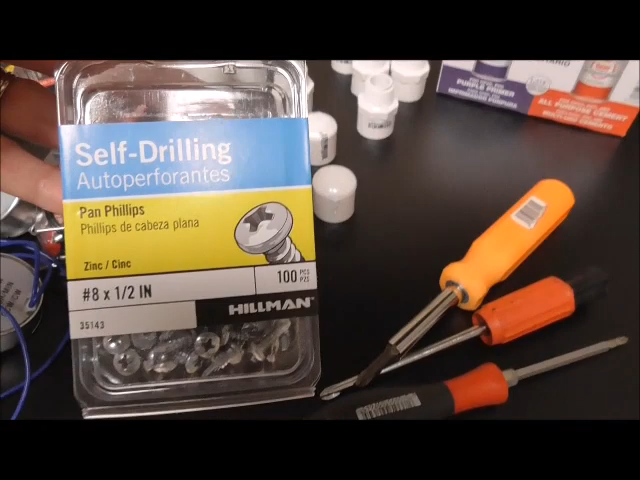 Self-Drilling
Autoperforantes
Pan Phillips
Phillips de cabeza plana
Zinc / Cinc
#8 x 1/2 IN
100 PCS
PZS
35143
HILLMAN
PURPLE PRIMER
ALL PURPOSE CEMENT